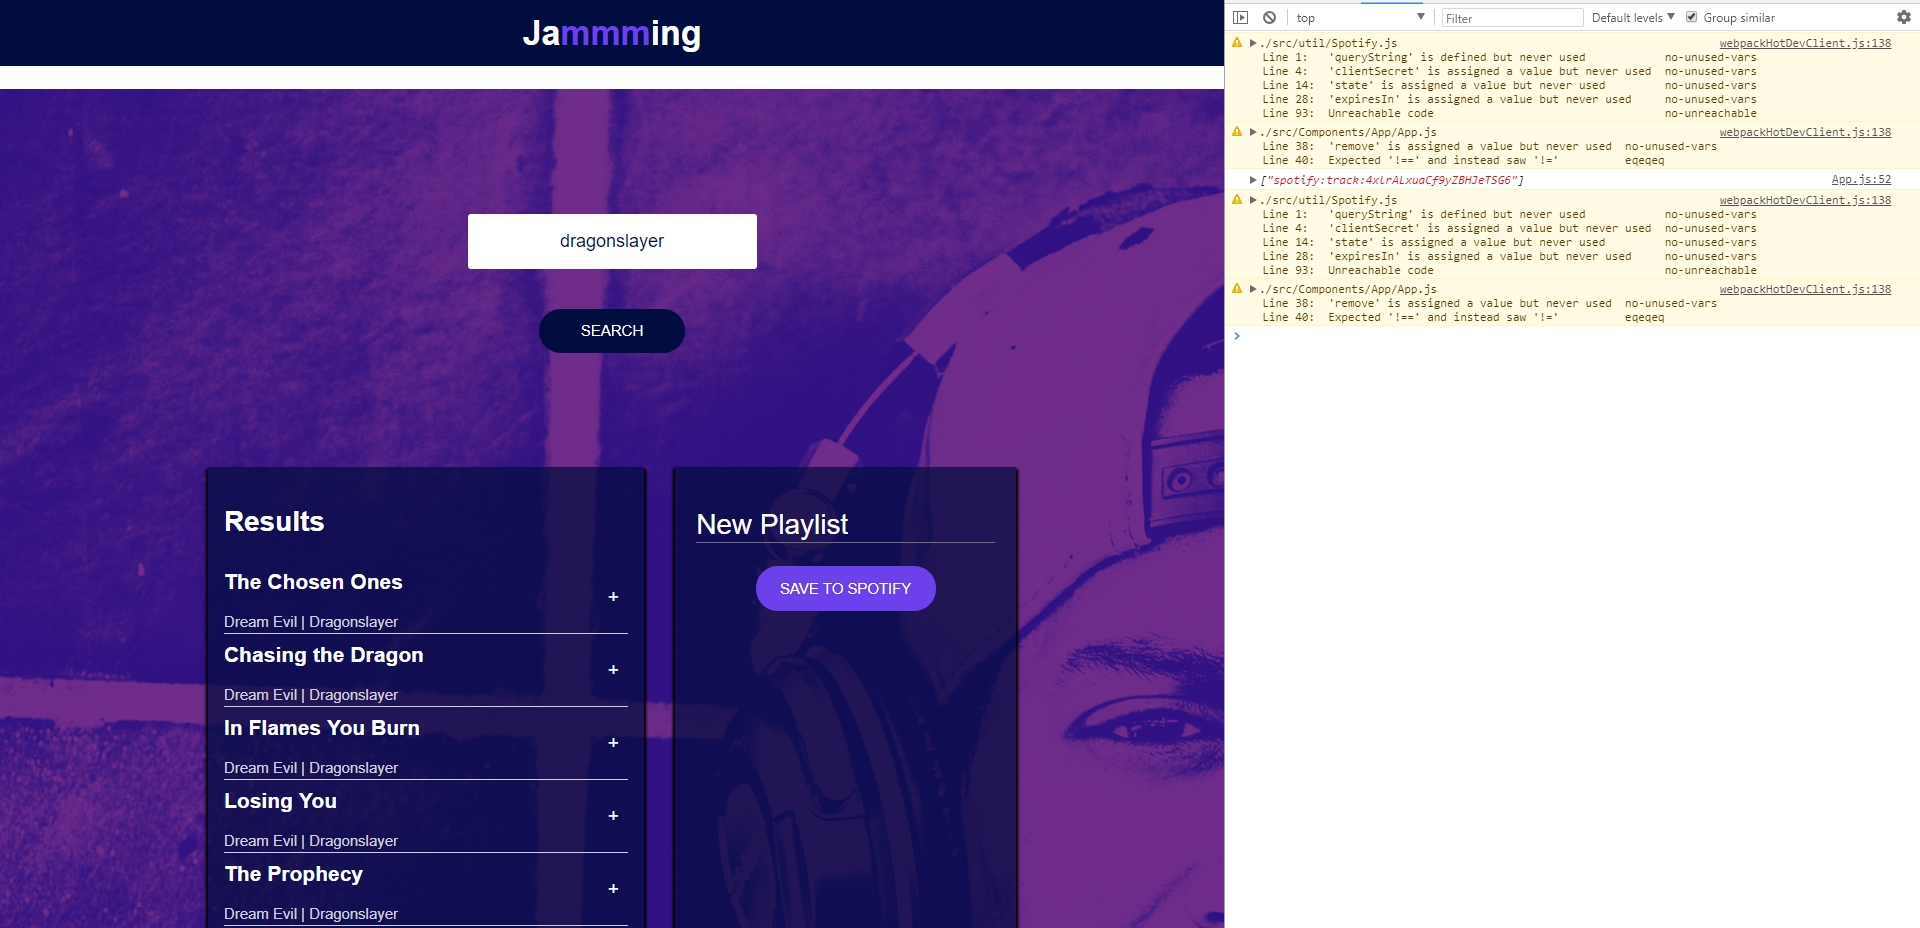 Jammming
dragonslayer
SEARCH
Results
The Chosen Ones
+
Dream Evil | Dragonslayer
Chasing the Dragon
+
Dream Evil | Dragonslayer
In Flames You Burn
+
Dream Evil | Dragonslayer
Losing You
+
Dream Evil | Dragonslayer
The Prophecy
+
Dream Evil | Dragonslayer
New Playlist
SAVE TO SPOTIFY
top
Filter
Default levels
Group similar
./src/util/Spotify.js webpackHotDevClient.js:138
Line 1: 'queryString' is defined but never used no-unused-vars
Line 4: 'clientSecret' is assigned a value but never used no-unused-vars
Line 14: 'state' is assigned a value but never used no-unused-vars
Line 28: 'expiresIn' is assigned a value but never used no-unused-vars
Line 93: Unreachable code no-unreachable
./src/Components/App/App.js webpackHotDevClient.js:138
Line 38: 'remove' is assigned a value but never used no-unused-vars
Line 40: Expected '!==' and instead saw '!=' eqeqeq
["spotify:track:4xlrALxuaCf9yZBHJeTSG6"] App.js:52
./src/util/Spotify.js webpackHotDevClient.js:138
Line 1: 'queryString' is defined but never used no-unused-vars
Line 4: 'clientSecret' is assigned a value but never used no-unused-vars
Line 14: 'state' is assigned a value but never used no-unused-vars
Line 28: 'expiresIn' is assigned a value but never used no-unused-vars
Line 93: Unreachable code no-unreachable
./src/Components/App/App.js webpackHotDevClient.js:138
Line 38: 'remove' is assigned a value but never used no-unused-vars
Line 40: Expected '!==' and instead saw '!=' eqeqeq